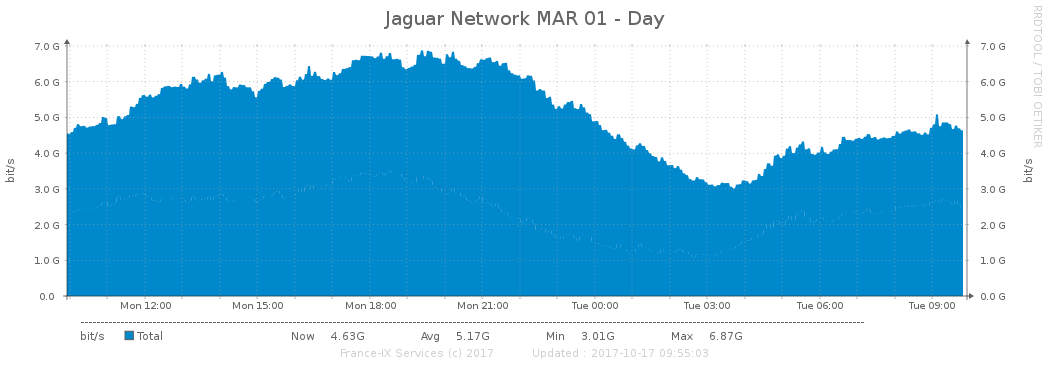 Jaguar Network MAR 01 - Day
RRDTOOL / TOBI OETIKER
7.0 G 7.0 G
6.0 G 6.0 G
5.0 G 5.0 G
4.0 G 4.0 G
3.0 G 3.0 G
2.0 G 2.0 G
1.0 G 1.0 G
0.0 0.0 G
bit/s
bit/s
Mon 12:00 Mon 15:00 Mon 18:00 Mon 21:00 Tue 00:00 Tue 03:00 Tue 06:00 Tue 09:00
bit/s Total Now 4.63G Avg 5.17G Min 3.01G Max 6.87G
France-IX Services (c) 2017 Updated : 2017-10-17 09:55:03